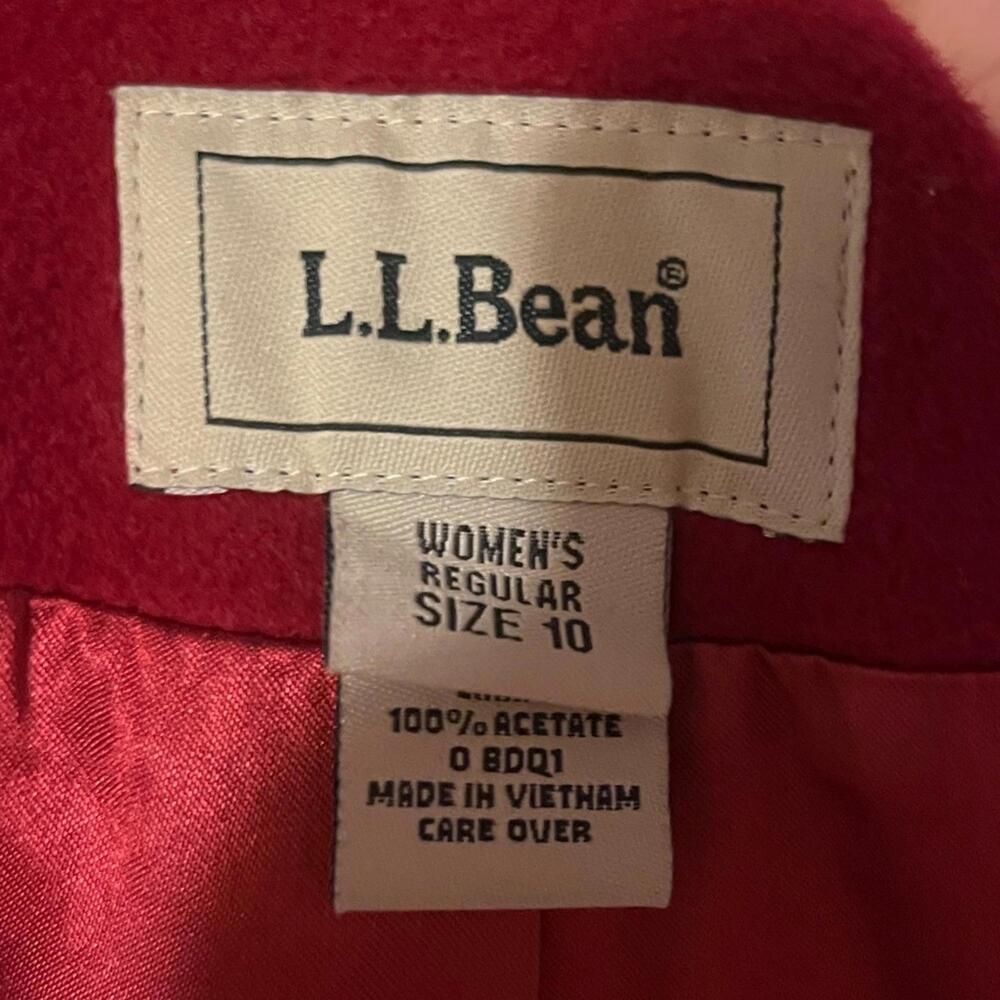 L.L.Bean®
WOMEN'S
REGULAR
SIZE 10
100% ACETATE
0 BDQ1
MADE IN VIETNAM
CARE OVER